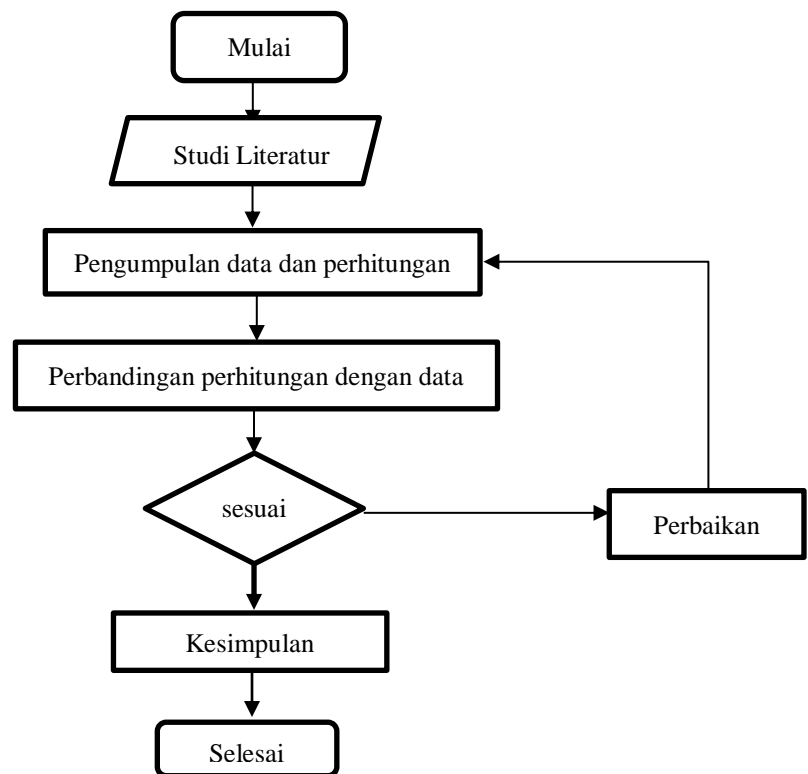 Mulai
Studi Literatur
Pengumpulan data dan perhitungan
Perbandingan perhitungan dengan data
sesuai
Perbaikan
Kesimpulan
Selesai